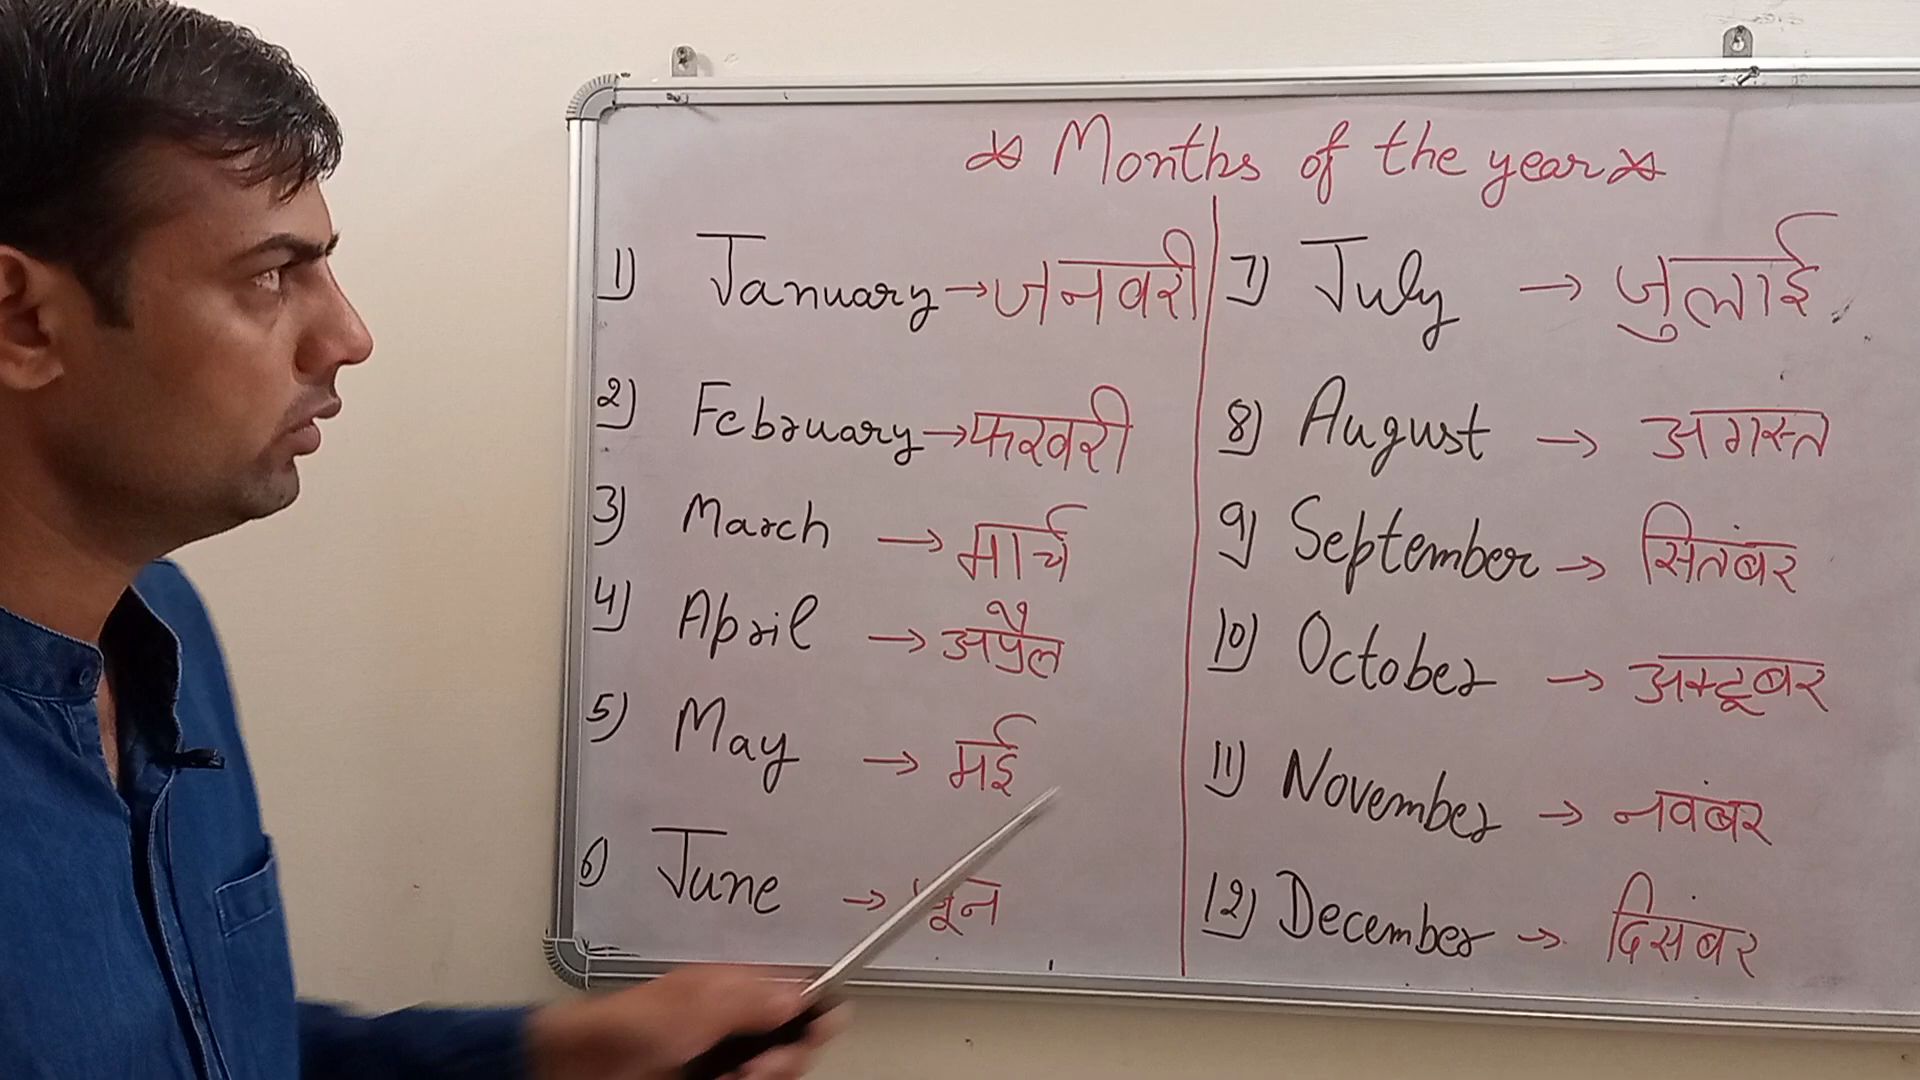 Months of the year
1) January → जनवरी
2) February → फरवरी
3) March → मार्च
4) April → अप्रैल
5) May → मई
6) June →
7) July → जुलाई
8) August → अगस्त
9) September → सितंबर
10) October → अक्टूबर
11) November → नवंबर
12) December → दिसंबर